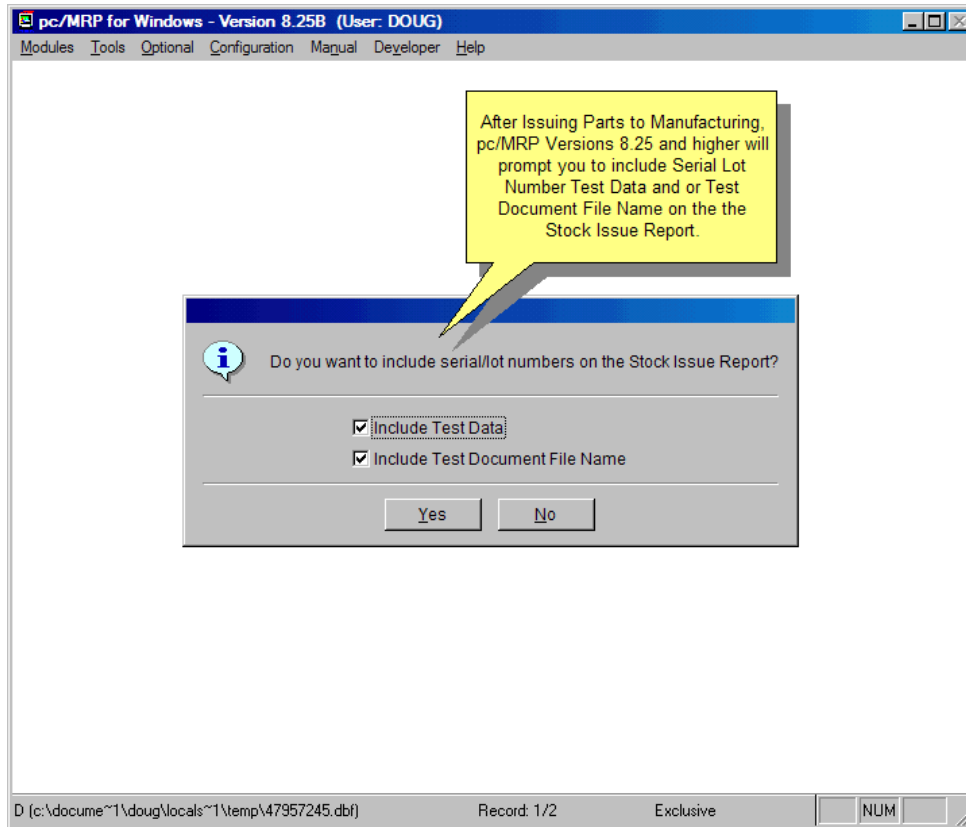 pc/MRP for Windows - Version 8.25B (User: DOUG)
Modules Tools Optional Configuration Manual Developer Help
After Issuing Parts to Manufacturing,
pc/MRP Versions 8.25 and higher will
prompt you to include Serial Lot
Number Test Data and or Test
Document File Name on the the
Stock Issue Report.
Do you want to include serial/lot numbers on the Stock Issue Report?
Include Test Data
Include Test Document File Name
Yes No
D (c:\docume~1\doug\locals~1\temp\47957245.dbf) Record: 1/2 Exclusive NUM